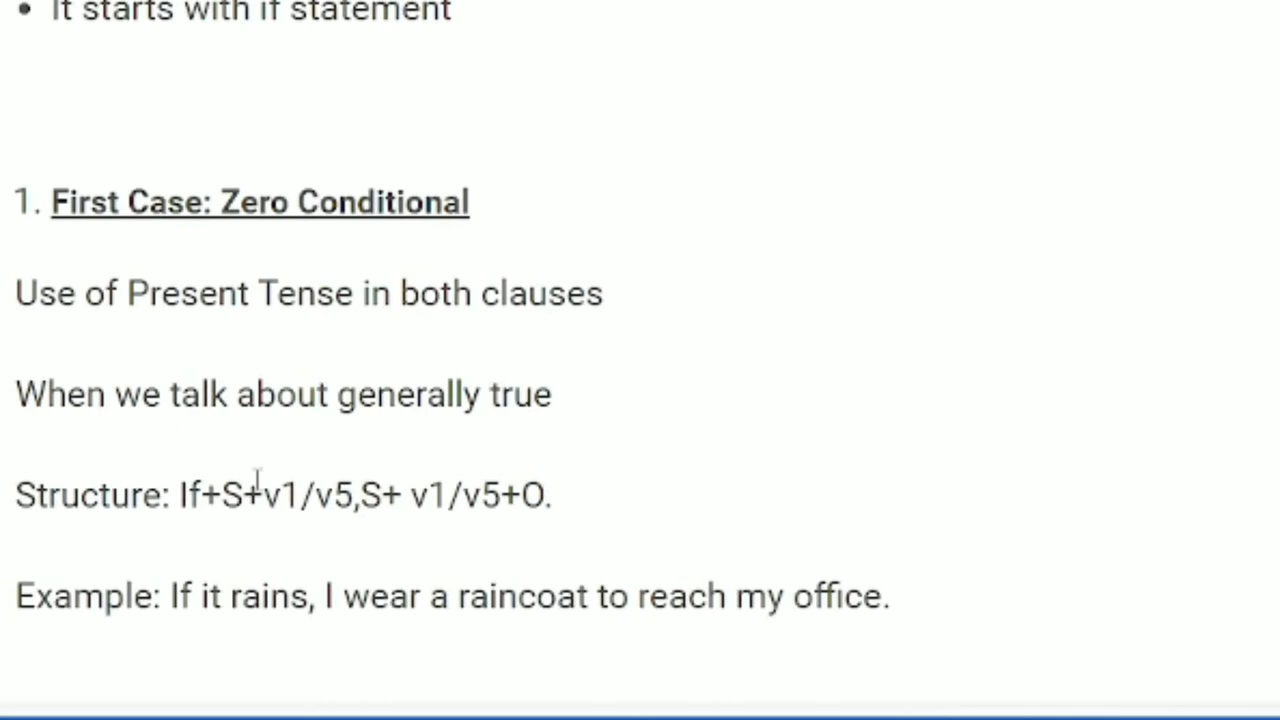 • It starts with if statement
1. First Case: Zero Conditional
Use of Present Tense in both clauses
When we talk about generally true
Structure: If+S+v1/v5,S+ v1/v5+O.
Example: If it rains, I wear a raincoat to reach my office.